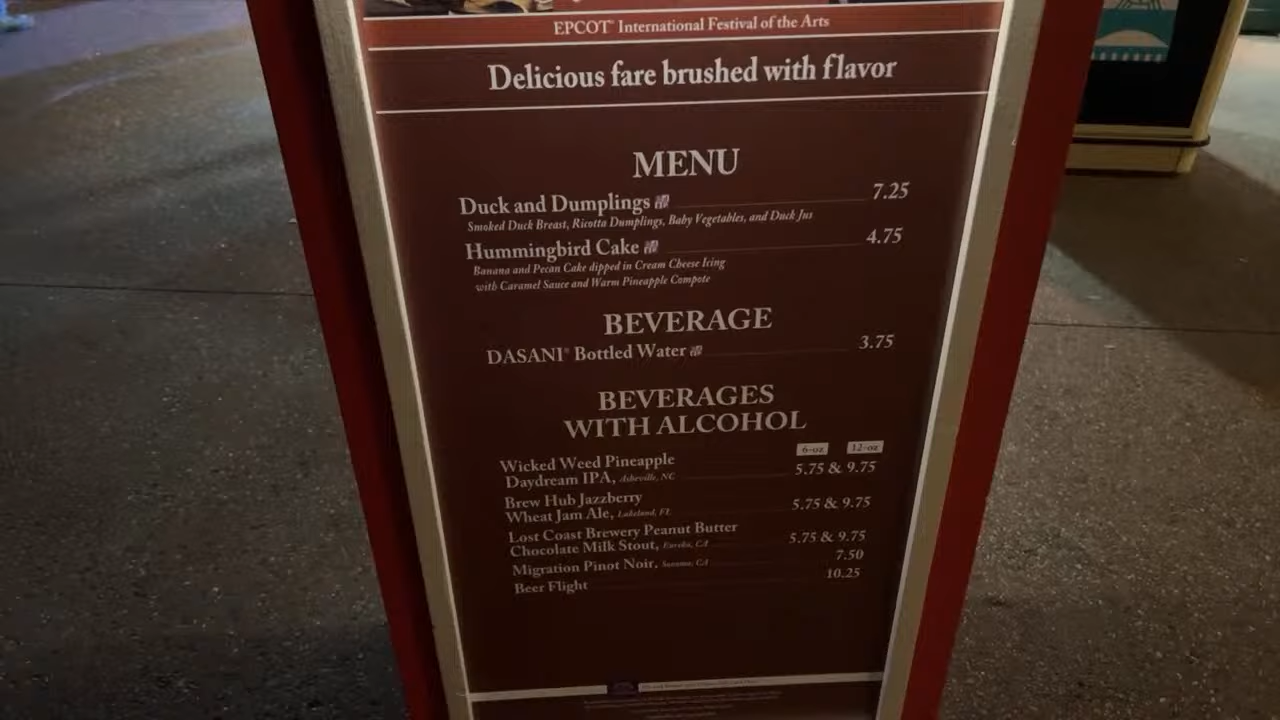 EPCOT® International Festival of the Arts
Delicious fare brushed with flavor
MENU
Duck and Dumplings 7.25
Smoked Duck Breast, Ricotta Dumplings, Baby Vegetables, and Duck Jus
Hummingbird Cake 4.75
Banana and Pecan Cake dipped in Cream Cheese Icing
with Caramel Sauce and Warm Pineapple Compote
BEVERAGE
DASANI® Bottled Water 3.75
BEVERAGES
WITH ALCOHOL
6-oz 12-oz
Wicked Weed Pineapple
Daydream IPA, Asheville, NC 5.75 & 9.75
Brew Hub Jazzberry
Wheat Jam Ale, Lakeland, FL 5.75 & 9.75
Lost Coast Brewery Peanut Butter
Chocolate Milk Stout, Eureka, CA 5.75 & 9.75
Migration Pinot Noir, Sonoma, CA 7.50
Beer Flight 10.25